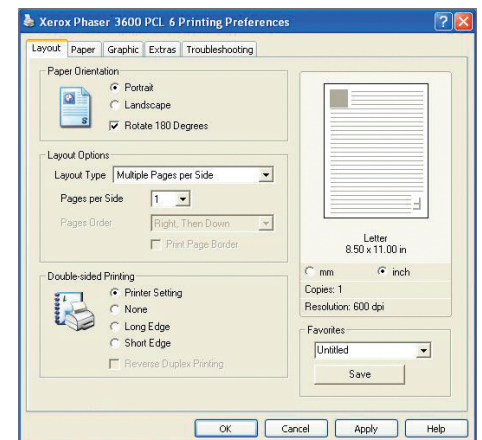 Xerox Phaser 3600 PCL 6 Printing Preferences
Layout Paper Graphic Extras Troubleshooting
Paper Orientation
Portrait
Landscape
Rotate 180 Degrees
S
Layout Options
Layout Type Multiple Pages per Side
Pages per Side 1
Pages Order Right, Then Down
Print Page Border
Double-sided Printing
Printer Setting
None
Long Edge
Short Edge
Reverse Duplex Printing
Letter
8.50 x 11.00 in
mm inch
Copies: 1
Resolution: 600 dpi
Favorites
Untitled
Save
OK Cancel Apply Help